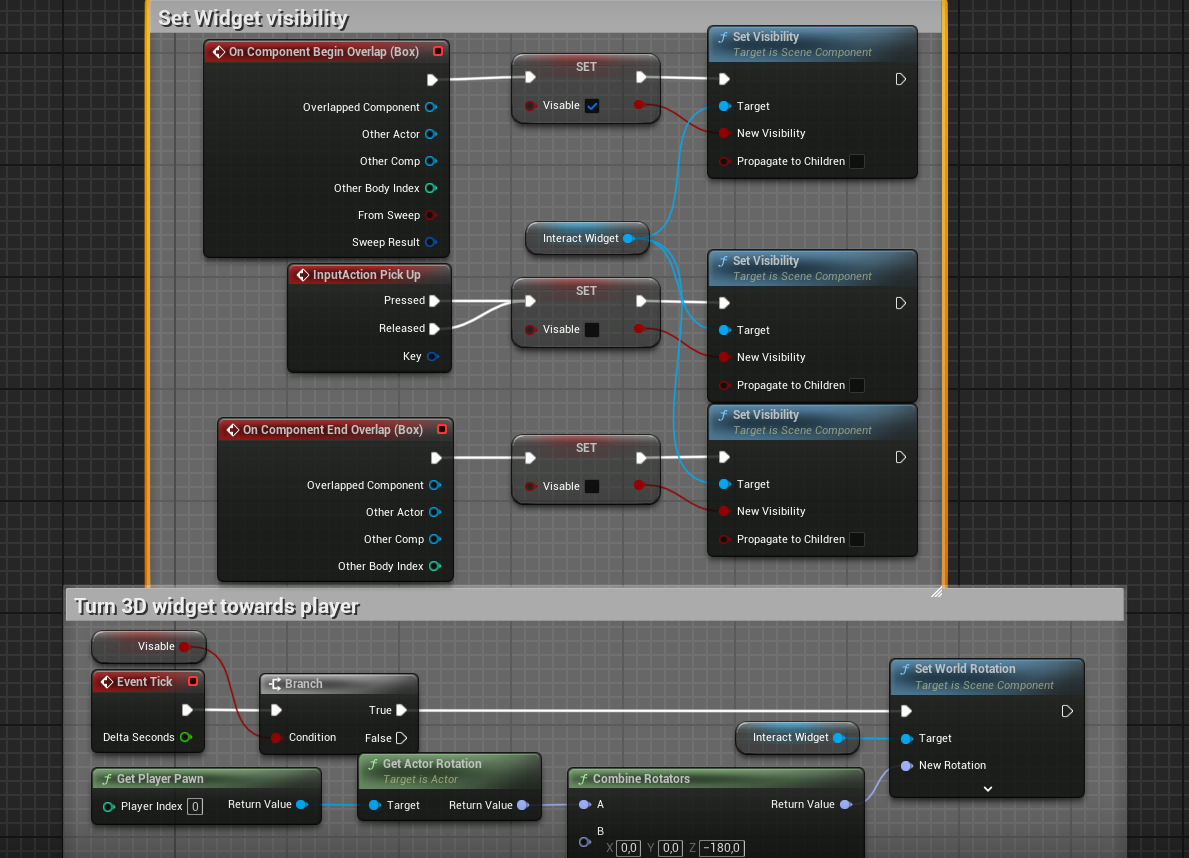 Set Widget visibility
On Component Begin Overlap (Box)
Overlapped Component
Other Actor
Other Comp
Other Body Index
From Sweep
Sweep Result
SET
Visable
f Set Visibility
Target is Scene Component
Target
New Visibility
Propagate to Children
Interact Widget
InputAction Pick Up
Pressed
Released
Key
SET
Visable
f Set Visibility
Target is Scene Component
Target
New Visibility
Propagate to Children
On Component End Overlap (Box)
Overlapped Component
Other Actor
Other Comp
Other Body Index
SET
Visable
f Set Visibility
Target is Scene Component
Target
New Visibility
Propagate to Children
Turn 3D widget towards player
Visable
Event Tick
Delta Seconds
Branch
Condition
True
False
f Get Player Pawn
Player Index 0
Return Value
f Get Actor Rotation
Target is Actor
Target
Return Value
f Combine Rotators
A
B
X 0,0 Y 0,0 Z -180,0
Return Value
Interact Widget
f Set World Rotation
Target is Scene Component
Target
New Rotation